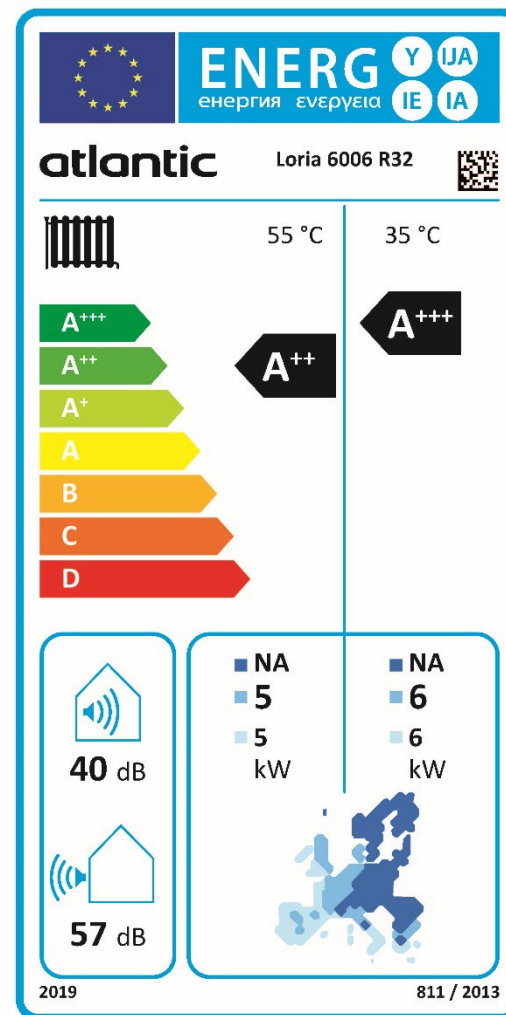 ENERG Y IJA
енергия ενεργεια IE IA
atlantic Loria 6006 R32
55 °C 35 °C
A+++ A+++
A++ A++
A+
A
B
C
D
NA NA
5 6
5 6
kW kW
40 dB
57 dB
2019 811 / 2013